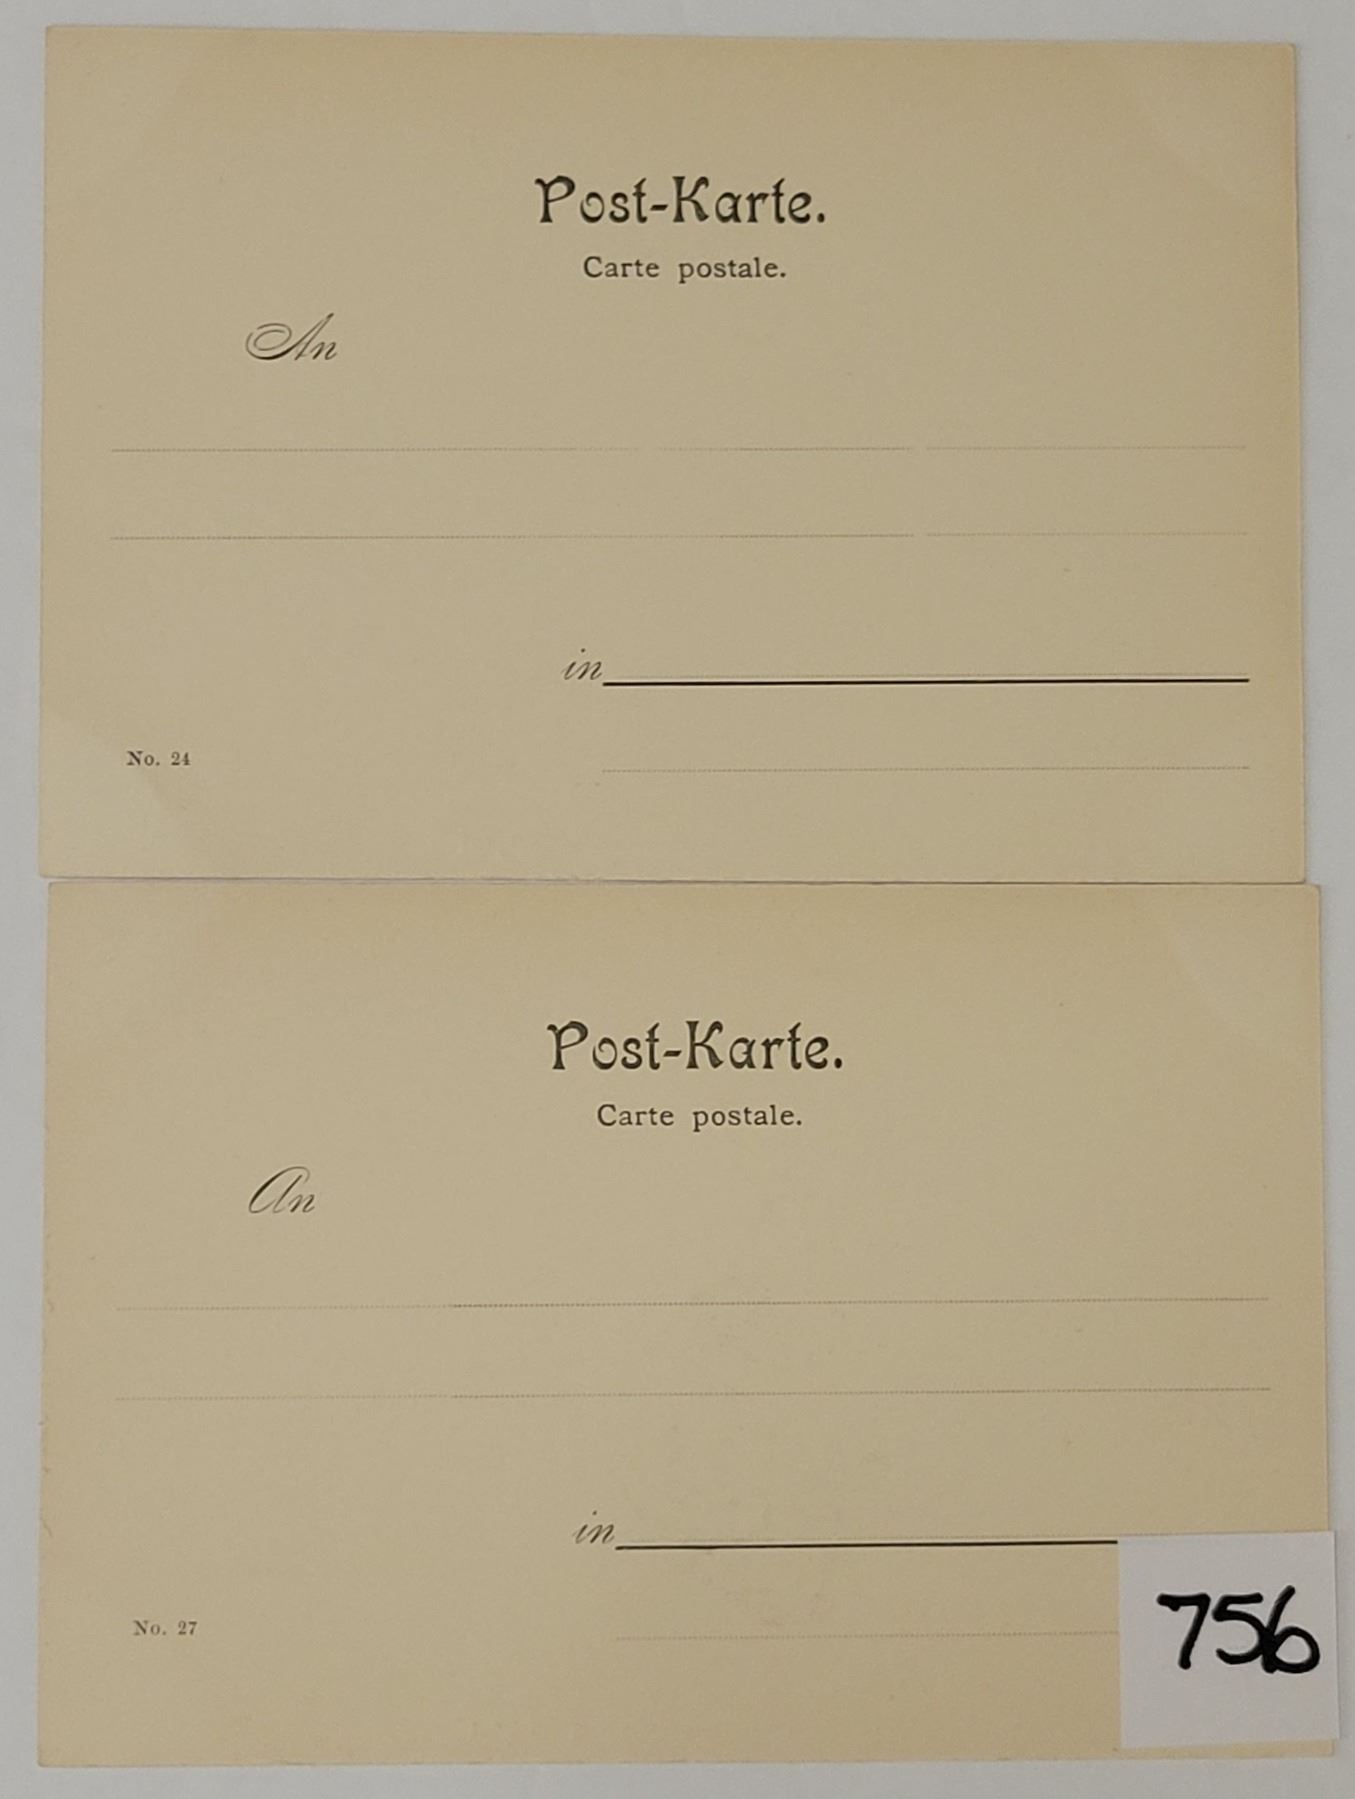 Post-Karte.
Carte postale.
An
in
No. 24
Post-Karte.
Carte postale.
An
in
No. 27
756